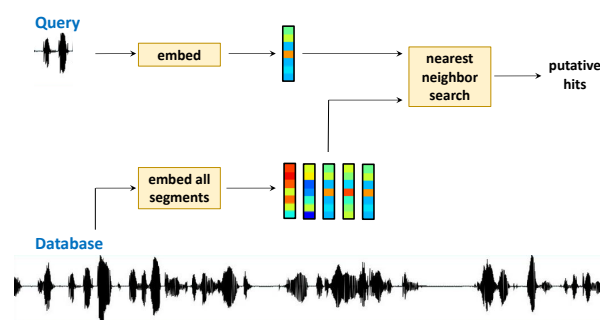 Query
embed
nearest
neighbor
search
putative
hits
embed all
segments
Database